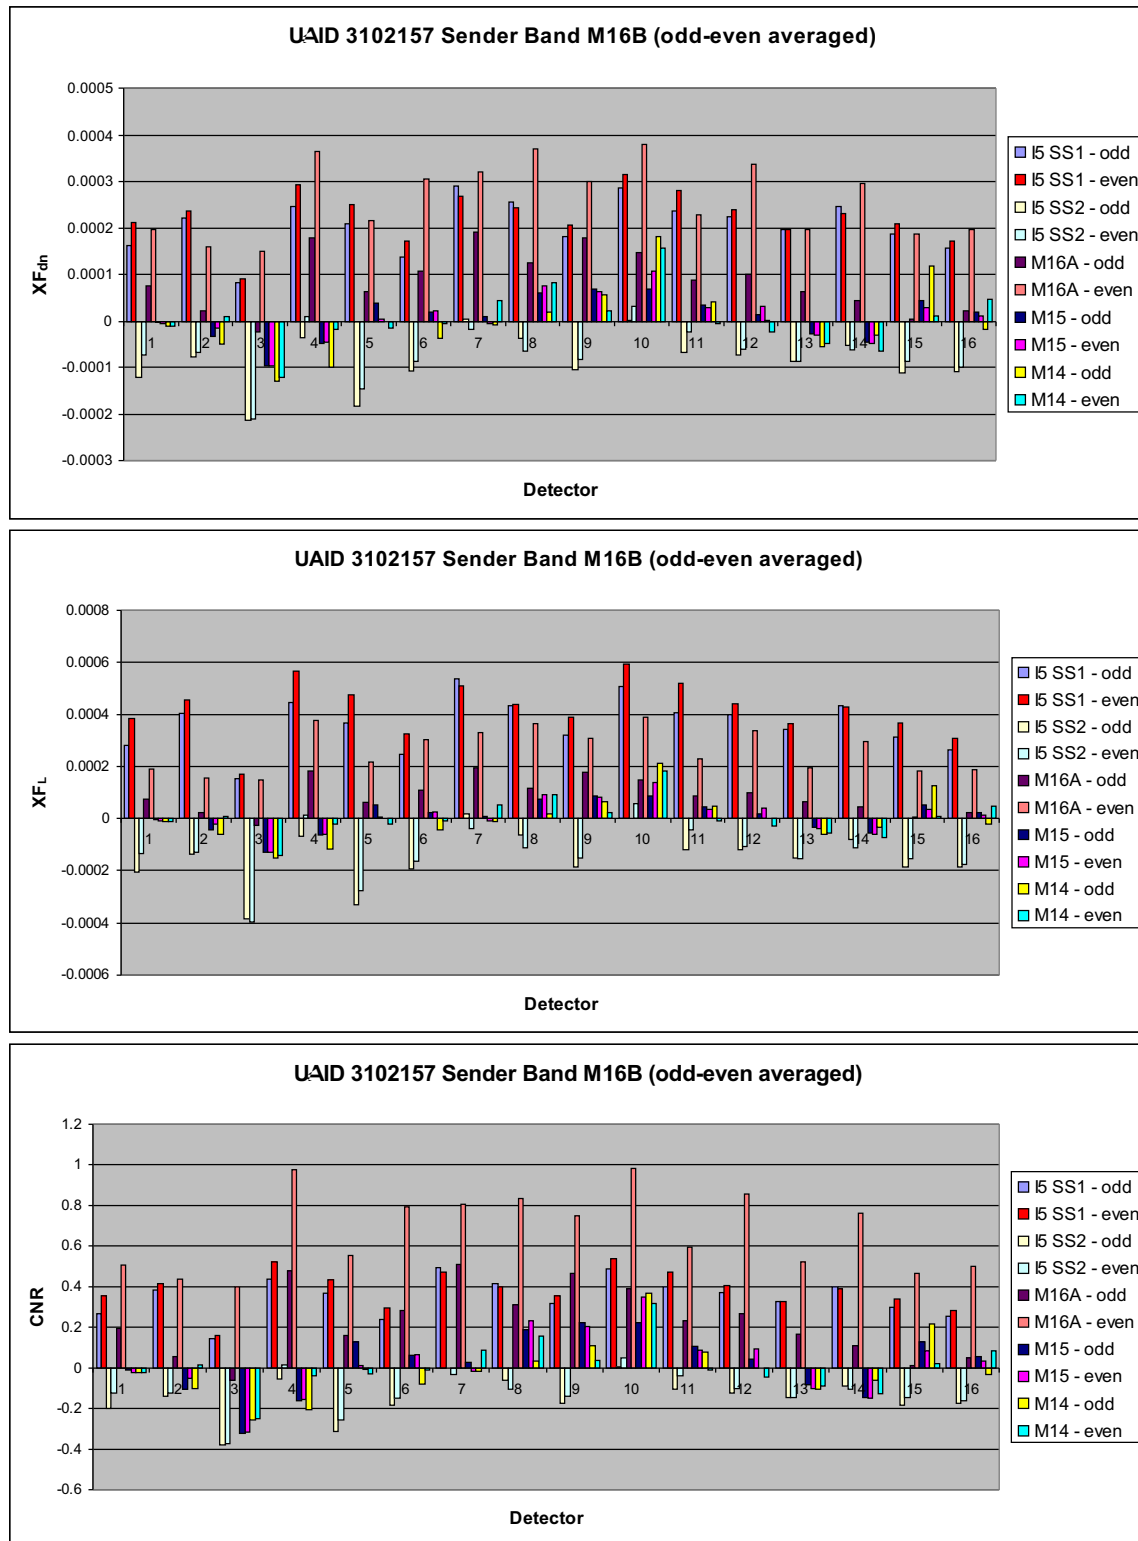 UAID 3102157 Sender Band M16B (odd-even averaged)
0.0005
0.0004
0.0003
0.0002
0.0001
0
-0.0001
-0.0002
-0.0003
XFdn
1 2 3 4 5 6 7 8 9 10 11 12 13 14 15 16
Detector
I5 SS1 - odd
I5 SS1 - even
I5 SS2 - odd
I5 SS2 - even
M16A - odd
M16A - even
M15 - odd
M15 - even
M14 - odd
M14 - even
UAID 3102157 Sender Band M16B (odd-even averaged)
0.0008
0.0006
0.0004
0.0002
0
-0.0002
-0.0004
-0.0006
XFL
1 2 3 4 5 6 7 8 9 10 11 12 13 14 15 16
Detector
I5 SS1 - odd
I5 SS1 - even
I5 SS2 - odd
I5 SS2 - even
M16A - odd
M16A - even
M15 - odd
M15 - even
M14 - odd
M14 - even
UAID 3102157 Sender Band M16B (odd-even averaged)
1.2
1
0.8
0.6
0.4
0.2
0
-0.2
-0.4
-0.6
CNR
1 2 3 4 5 6 7 8 9 10 11 12 13 14 15 16
Detector
I5 SS1 - odd
I5 SS1 - even
I5 SS2 - odd
I5 SS2 - even
M16A - odd
M16A - even
M15 - odd
M15 - even
M14 - odd
M14 - even